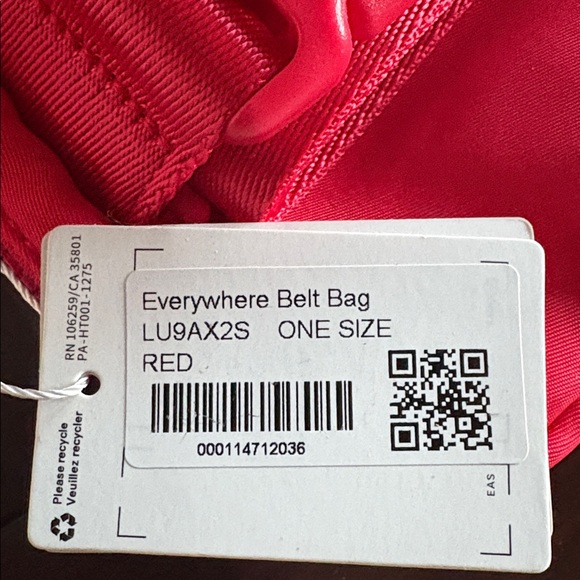 RN 106259/CA 35801
PA-HT001-1275
Everywhere Belt Bag
LU9AX2S ONE SIZE
RED
000114712036
Please recycle
Veuillez recycler
EAS